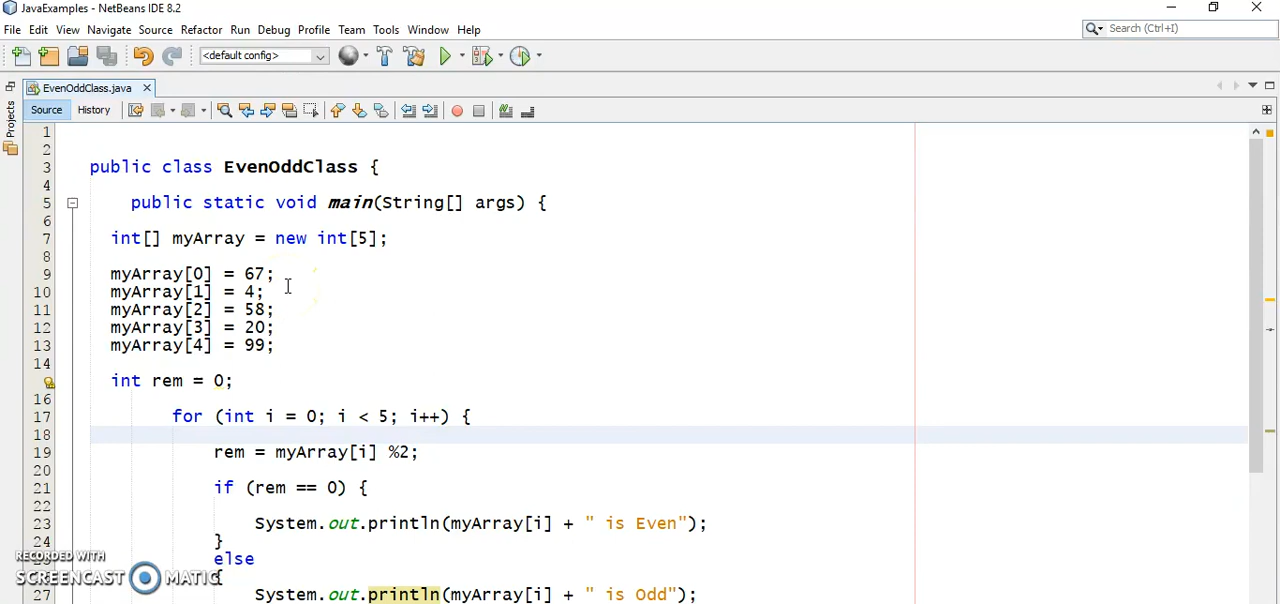 JavaExamples - NetBeans IDE 8.2
File Edit View Navigate Source Refactor Run Debug Profile Team Tools Window Help
Search (Ctrl+I)
<default config>
EvenOddClass.java
Source History
Projects
1
2
3 public class EvenOddClass {
4
5 public static void main(String[] args) {
6
7 int[] myArray = new int[5];
8
9 myArray[0] = 67;
10 myArray[1] = 4;
11 myArray[2] = 58;
12 myArray[3] = 20;
13 myArray[4] = 99;
14
int rem = 0;
16
17 for (int i = 0; i < 5; i++) {
18
19 rem = myArray[i] %2;
20
21 if (rem == 0) {
22
23 System.out.println(myArray[i] + " is Even");
24 }
else
{
27 System.out.println(myArray[i] + " is Odd");
RECORDED WITH
SCREENCAST MATIC